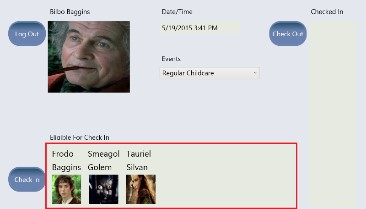 Bilbo Baggins
Date/Time
Checked In
Log Out
5/19/2015 3:41 PM
Check Out
Events
Regular Childcare
Eligible For Check In
Frodo Smeagol Tauriel
Baggins Golem Silvan
Check In